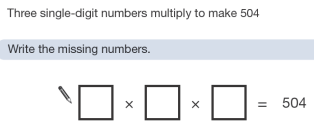 Three single-digit numbers multiply to make 504
Write the missing numbers.
× × = 504